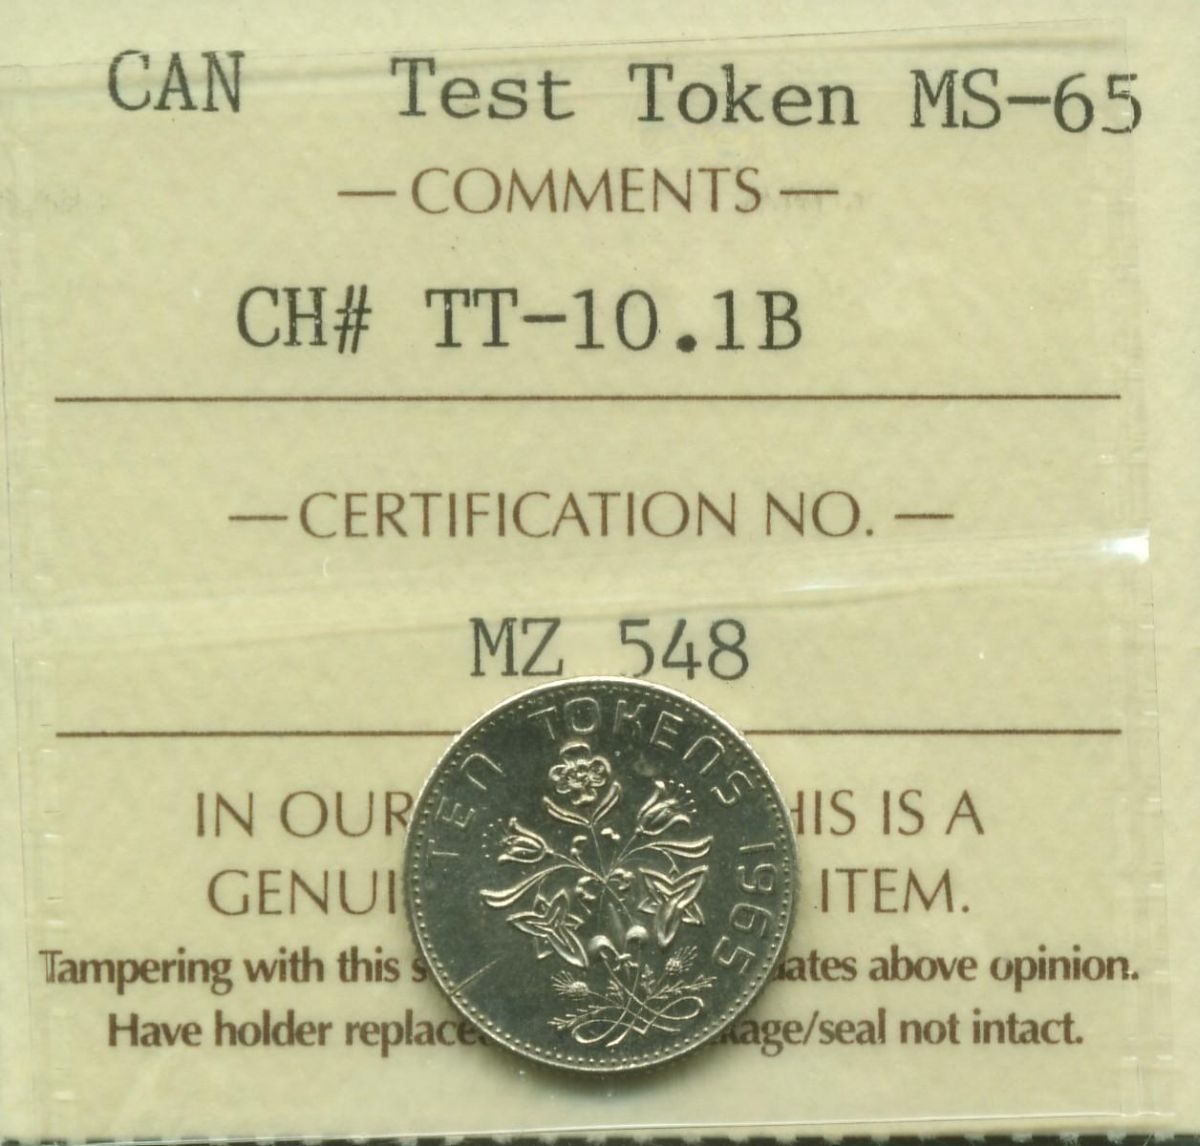 CAN Test Token MS-65
— COMMENTS —
CH# TT-10.1B
— CERTIFICATION NO. —
MZ 548
TEN TOKENS 1965
IN OUR HIS IS A
GENUI ITEM.
Tampering with this s ates above opinion.
Have holder replace kage/seal not intact.